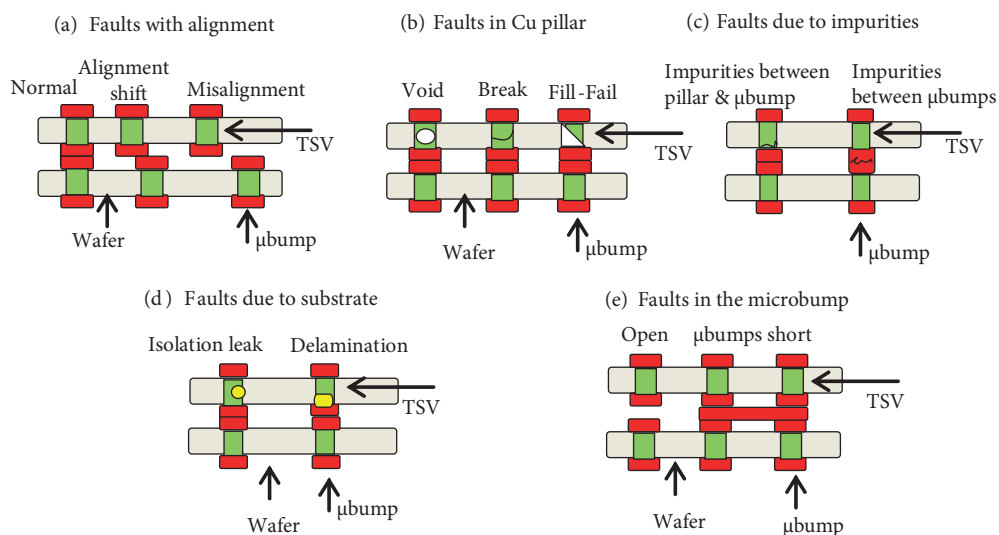 (a) Faults with alignment
Normal
Alignment
shift
Misalignment
TSV
Wafer
μbump
(b) Faults in Cu pillar
Void
Break
Fill-Fail
TSV
Wafer
μbump
(c) Faults due to impurities
Impurities between
pillar & μbump
Impurities
between μbumps
TSV
μbump
(d) Faults due to substrate
Isolation leak
Delamination
TSV
Wafer
μbump
(e) Faults in the microbump
Open
μbumps short
TSV
Wafer
μbump